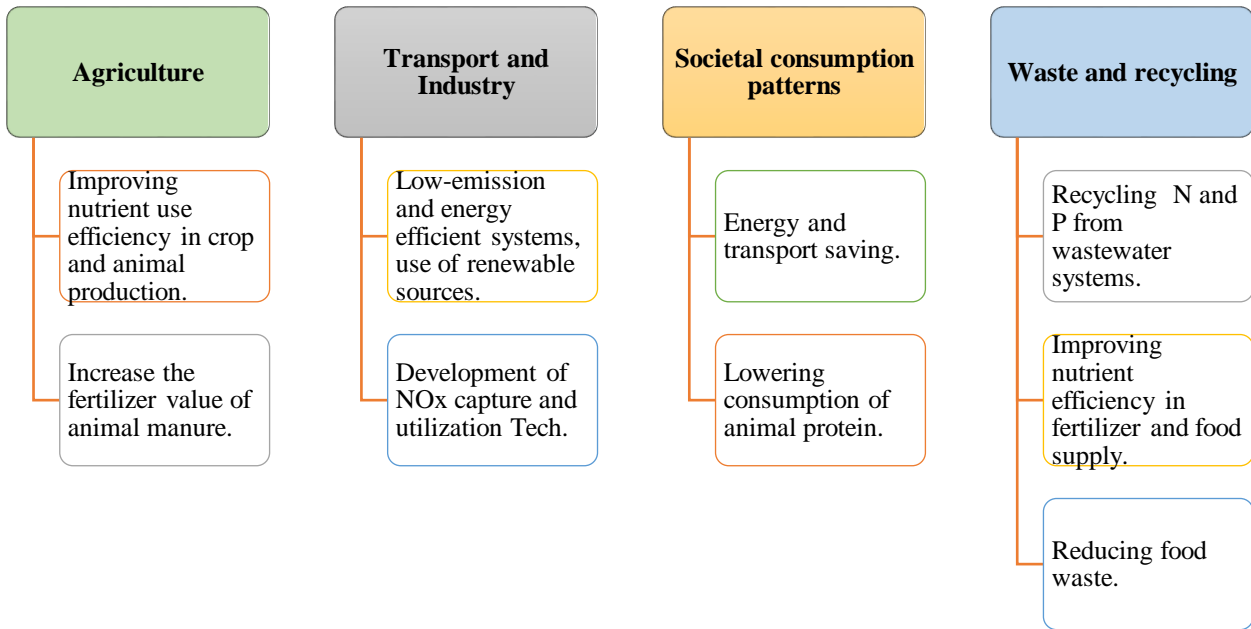 Agriculture
Improving
nutrient use
efficiency in crop
and animal
production.
Increase the
fertilizer value of
animal manure.
Transport and
Industry
Low-emission
and energy
efficient systems,
use of renewable
sources.
Development of
NOx capture and
utilization Tech.
Societal consumption
patterns
Energy and
transport saving.
Lowering
consumption of
animal protein.
Waste and recycling
Recycling N and
P from
wastewater
systems.
Improving
nutrient
efficiency in
fertilizer and food
supply.
Reducing food
waste.